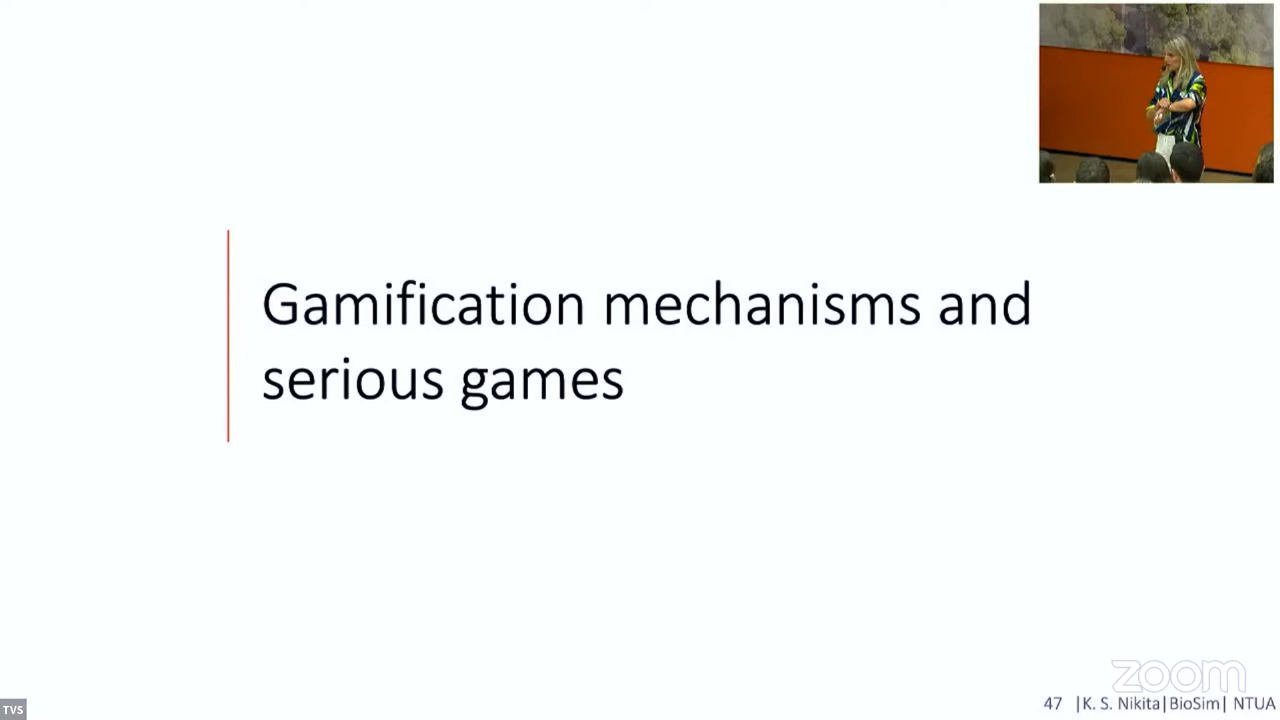 Gamification mechanisms and
serious games
zoom
47 |K. S. Nikita|BioSim| NTUA
TVS